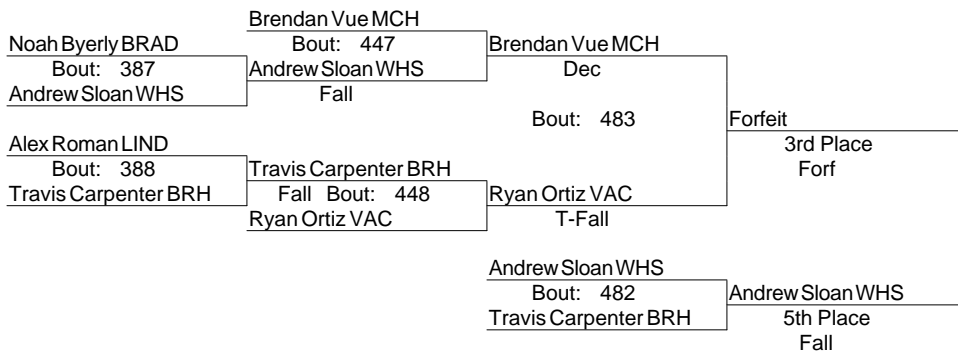 Brendan Vue MCH
Noah Byerly BRAD
Bout: 447
Brendan Vue MCH
Bout: 387
Andrew Sloan WHS
Dec
Andrew Sloan WHS
Fall
Bout: 483
Forfeit
Alex Roman LIND
3rd Place
Bout: 388
Travis Carpenter BRH
Forf
Travis Carpenter BRH
Fall Bout: 448
Ryan Ortiz VAC
Ryan Ortiz VAC
T-Fall
Andrew Sloan WHS
Bout: 482
Andrew Sloan WHS
Travis Carpenter BRH
5th Place
Fall